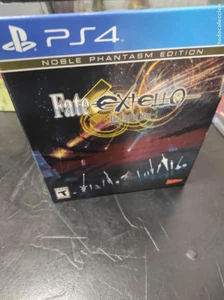 PS4
NOBLE PHANTASM EDITION
Fate EXTELLA
T